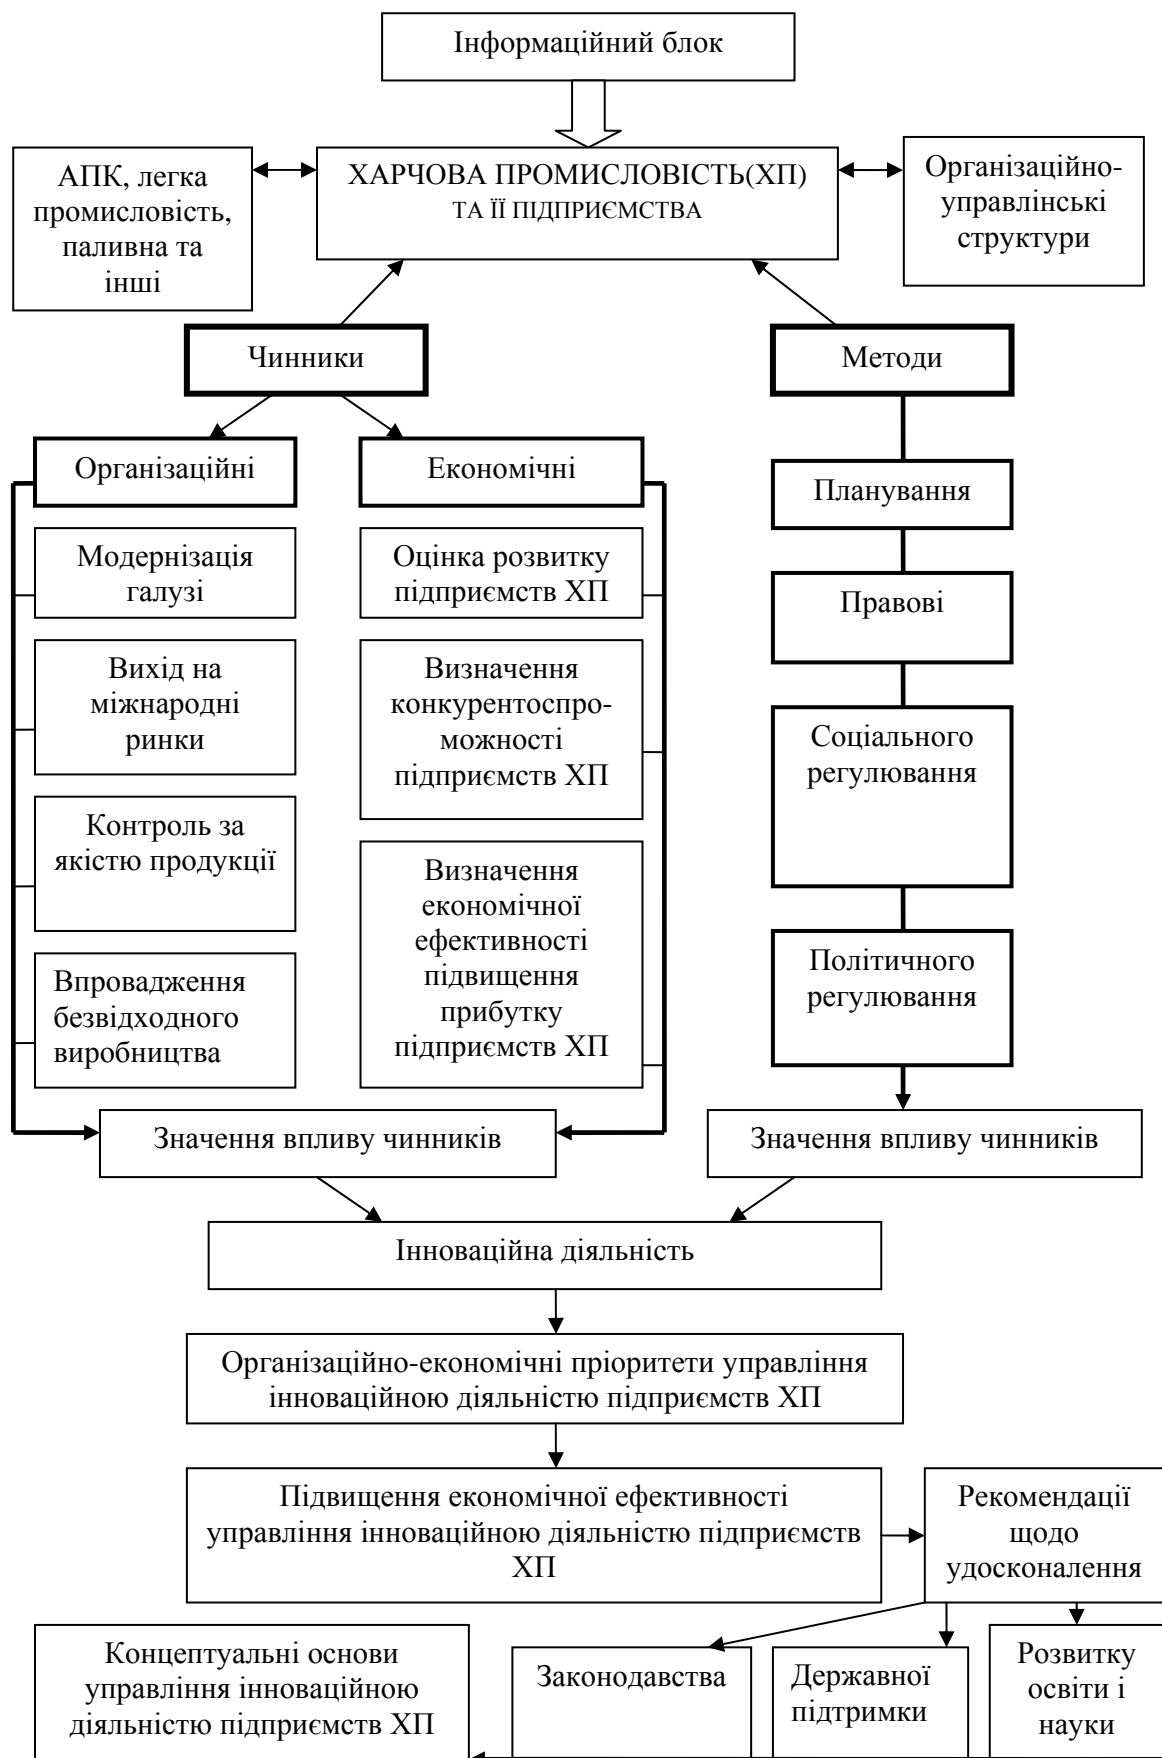 Інформаційний блок
АПК, легка
промисловість,
паливна та
інші
ХАРЧОВА ПРОМИСЛОВІСТЬ(ХП)
ТА ЇЇ ПІДПРИЄМСТВА
Організаційно-
управлінські
структури
Чинники
Методи
Організаційні
Економічні
Планування
Модернізація
галузі
Оцінка розвитку
підприємств ХП
Правові
Вихід на
міжнародні
ринки
Визначення
конкурентоспро-
можності
підприємств ХП
Соціального
регулювання
Контроль за
якістю продукції
Визначення
економічної
ефективності
підвищення
прибутку
підприємств ХП
Політичного
регулювання
Впровадження
безвідходного
виробництва
Значення впливу чинників
Значення впливу чинників
Інноваційна діяльність
Організаційно-економічні пріоритети управління
інноваційною діяльністю підприємств ХП
Підвищення економічної ефективності
управління інноваційною діяльністю підприємств
ХП
Рекомендації
щодо
удосконалення
Концептуальні основи
управління інноваційною
діяльністю підприємств ХП
Законодавства
Державної
підтримки
Розвитку
освіти і
науки